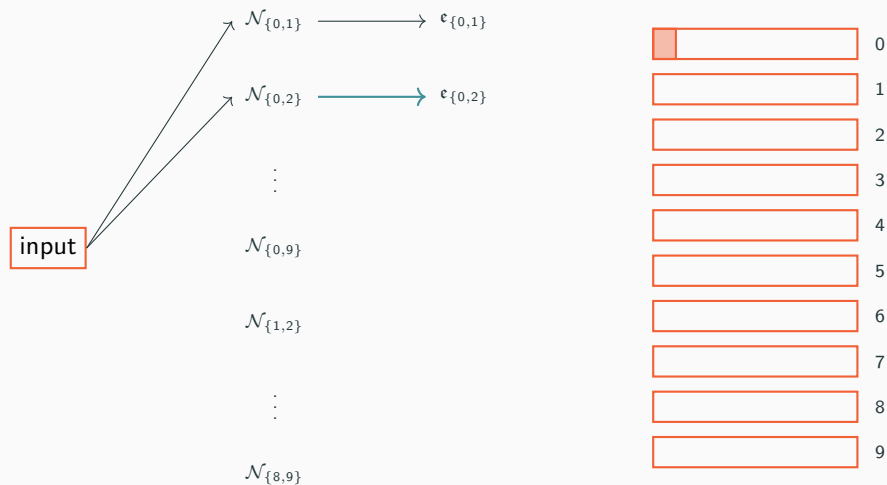 𝒩{0,1} 𝔢{0,1}
0
1
𝒩{0,2} 𝔢{0,2}
2
⋮
3
4
input
𝒩{0,9}
5
6
𝒩{1,2}
7
⋮
8
9
𝒩{8,9}